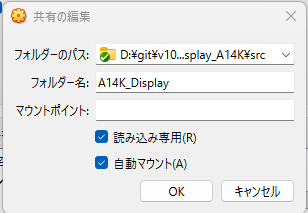 共有の編集
フォルダーのパス: D:¥git¥v10...splay_A14K¥src
フォルダー名: A14K_Display
マウントポイント:
読み込み専用(R)
自動マウント(A)
OK キャンセル